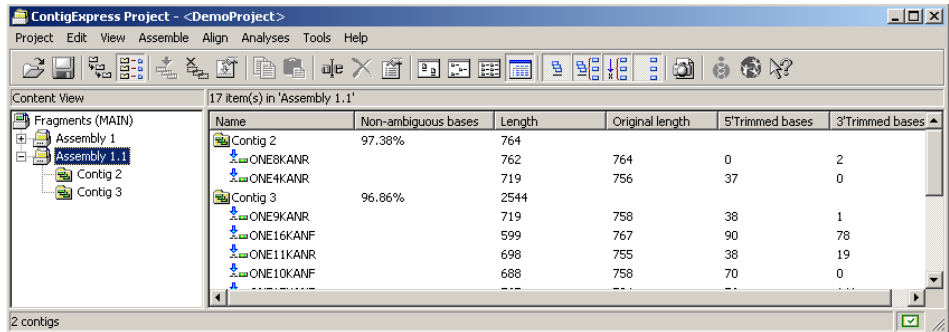 ContigExpress Project - <DemoProject>
Project Edit View Assemble Align Analyses Tools Help
Content View
17 item(s) in 'Assembly 1.1'
Fragments (MAIN)
Assembly 1
Assembly 1.1
Contig 2
Contig 3
Name Non-ambiguous bases Length Original length 5'Trimmed bases 3'Trimmed bases
Contig 2 97.38% 764
ONE8KANR 762 764 0 2
ONE4KANR 719 756 37 0
Contig 3 96.86% 2544
ONE9KANR 719 758 38 1
ONE16KANF 599 767 90 78
ONE11KANR 698 755 38 19
ONE10KANF 688 758 70 0
2 contigs